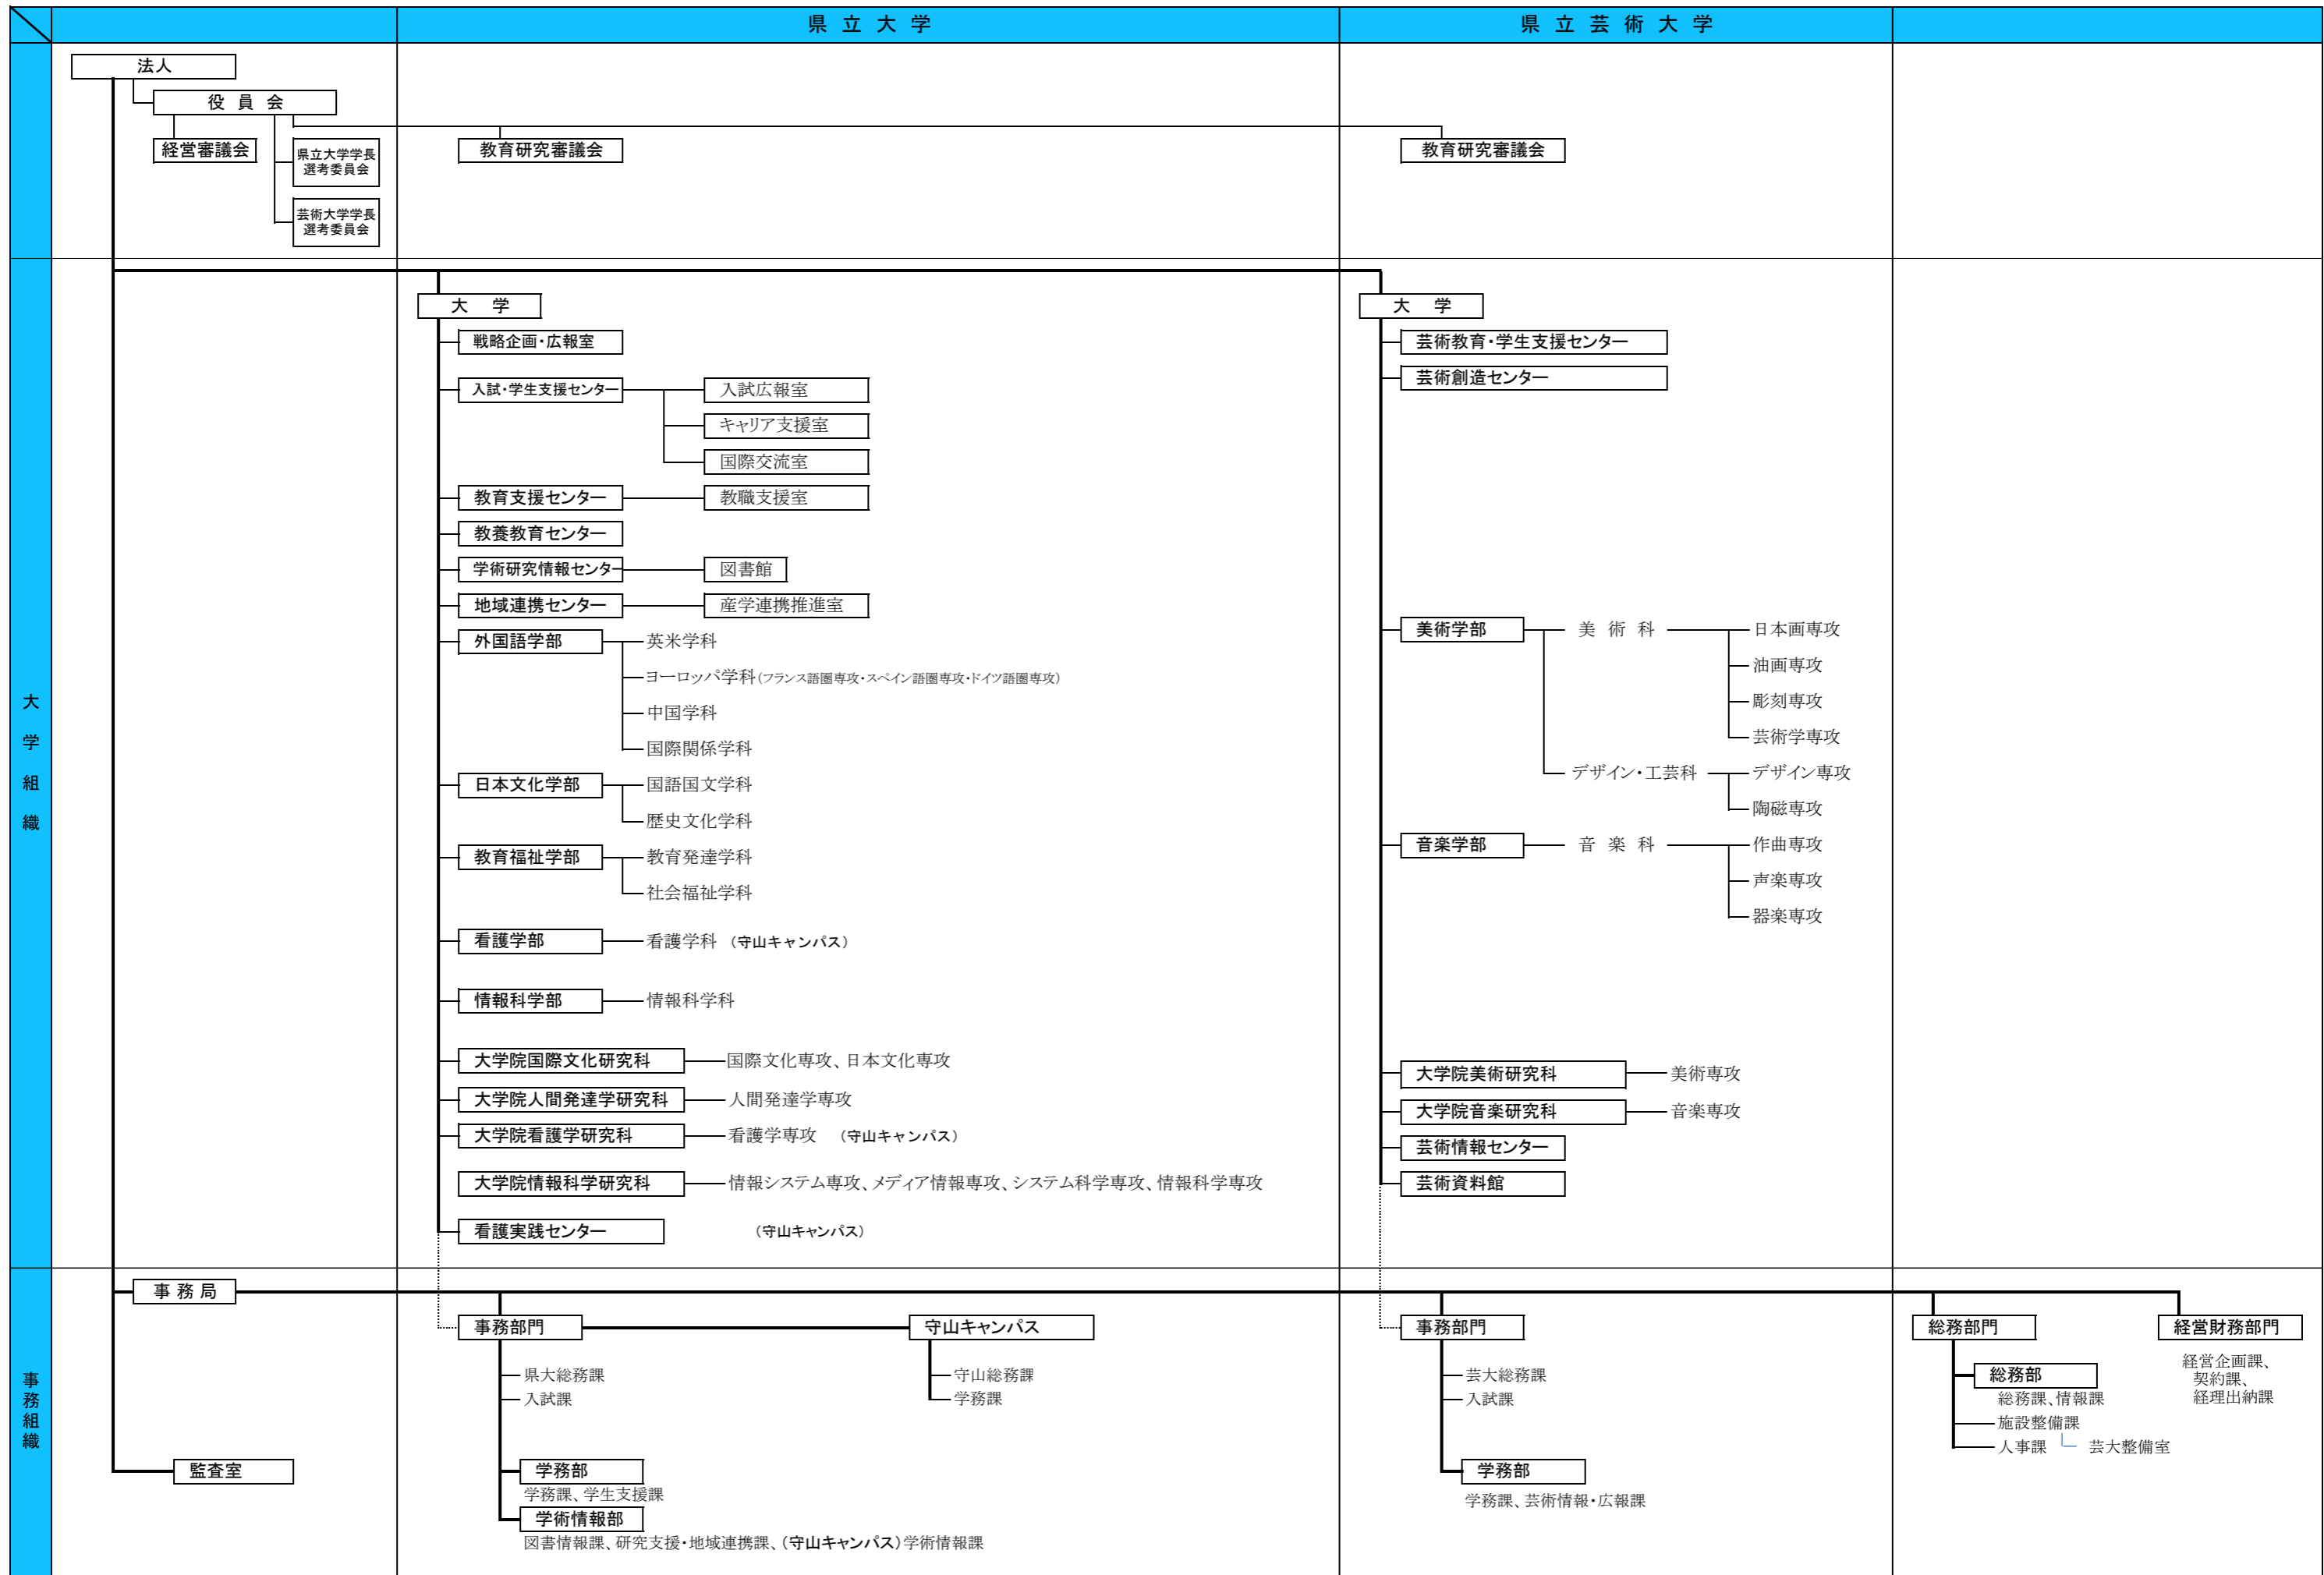 県 立 大 学
県 立 芸 術 大 学
法人
役 員 会
経営審議会
県立大学学長
選考委員会
芸術大学学長
選考委員会
教育研究審議会
教育研究審議会
大学組織
大 学
戦略企画・広報室
入試・学生支援センター
入試広報室
キャリア支援室
国際交流室
教育支援センター
教職支援室
教養教育センター
学術研究情報センター
図書館
地域連携センター
産学連携推進室
外国語学部
英米学科
ヨーロッパ学科(フランス語圏専攻・スペイン語圏専攻・ドイツ語圏専攻)
中国学科
国際関係学科
日本文化学部
国語国文学科
歴史文化学科
教育福祉学部
教育発達学科
社会福祉学科
看護学部
看護学科 (守山キャンパス)
情報科学部
情報科学科
大学院国際文化研究科
国際文化専攻、日本文化専攻
大学院人間発達学研究科
人間発達学専攻
大学院看護学研究科
看護学専攻 (守山キャンパス)
大学院情報科学研究科
情報システム専攻、メディア情報専攻、システム科学専攻、情報科学専攻
看護実践センター
(守山キャンパス)
大 学
芸術教育・学生支援センター
芸術創造センター
美術学部
美 術 科
日本画専攻
油画専攻
彫刻専攻
芸術学専攻
デザイン・工芸科
デザイン専攻
陶磁専攻
音楽学部
音 楽 科
作曲専攻
声楽専攻
器楽専攻
大学院美術研究科
美術専攻
大学院音楽研究科
音楽専攻
芸術情報センター
芸術資料館
事務組織
事 務 局
監査室
事務部門
県大総務課
入試課
学務部
学務課、学生支援課
学術情報部
図書情報課、研究支援・地域連携課、(守山キャンパス)学術情報課
守山キャンパス
守山総務課
学務課
事務部門
芸大総務課
入試課
学務部
学務課、芸術情報・広報課
総務部門
総務部
総務課、情報課
施設整備課
人事課
芸大整備室
経営財務部門
経営企画課、
契約課、
経理出納課